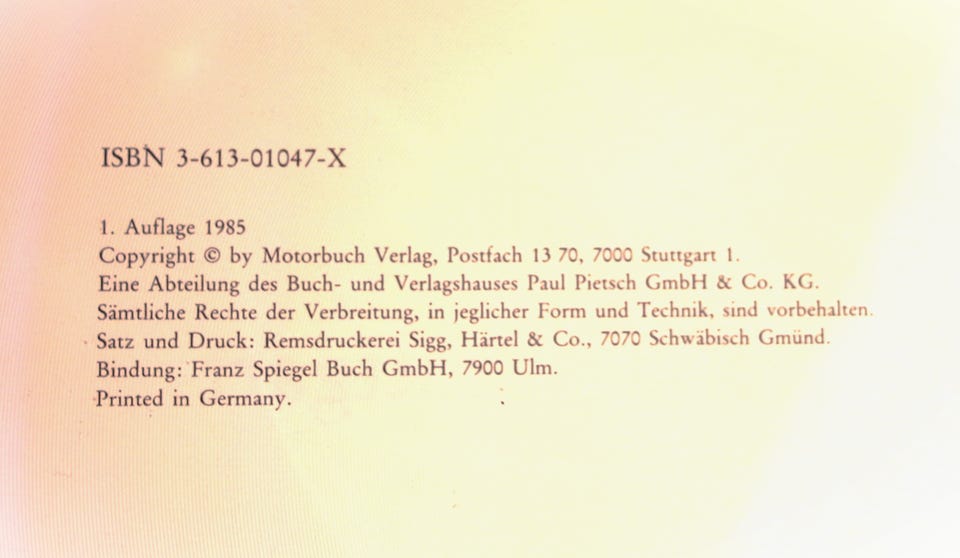 ISBN 3-613-01047-X
1. Auflage 1985
Copyright © by Motorbuch Verlag, Postfach 13 70, 7000 Stuttgart 1.
Eine Abteilung des Buch- und Verlagshauses Paul Pietsch GmbH & Co. KG.
Sämtliche Rechte der Verbreitung, in jeglicher Form und Technik, sind vorbehalten.
Satz und Druck: Remsdruckerei Sigg, Härtel & Co., 7070 Schwäbisch Gmünd.
Bindung: Franz Spiegel Buch GmbH, 7900 Ulm.
Printed in Germany.